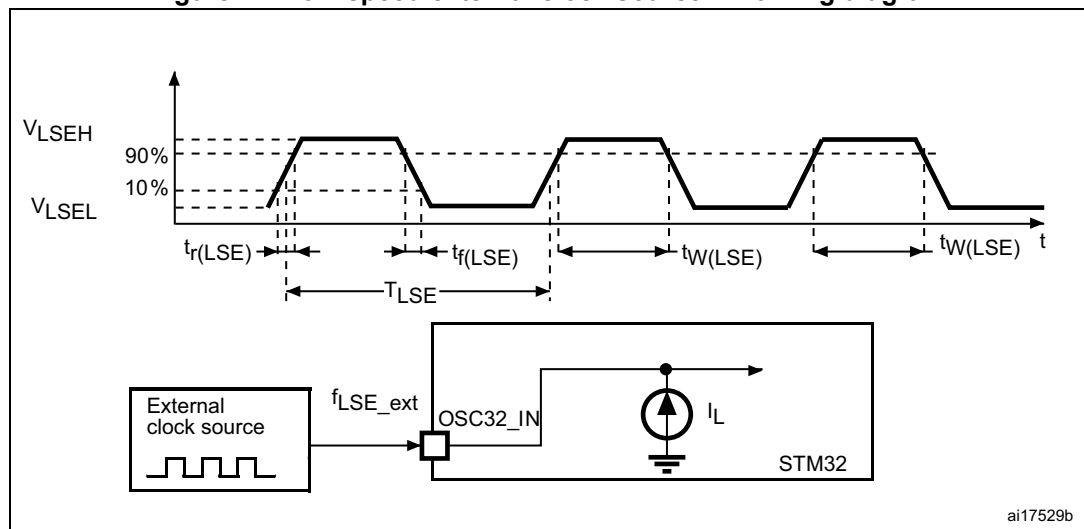 VLSEH
90%
10%
VLSEL
tr(LSE)
tf(LSE)
tW(LSE)
tW(LSE)
t
TLSE
External
clock source
fLSE_ext
OSC32_IN
IL
STM32
ai17529b